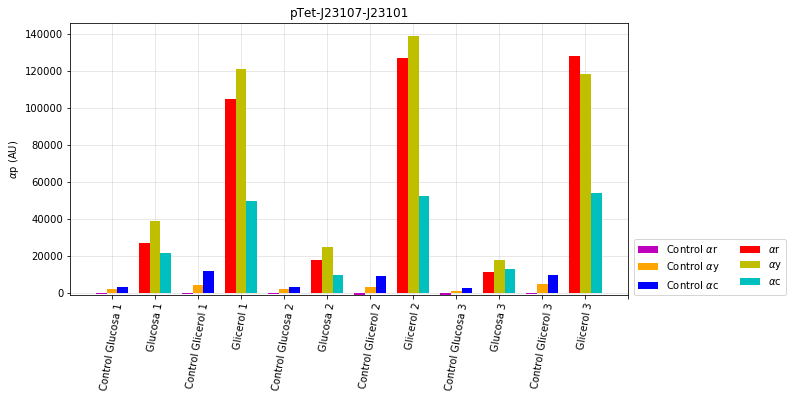 pTet-J23107-J23101
αp (AU)
140000
120000
100000
80000
60000
40000
20000
0
Control Glucosa 1
Glucosa 1
Control Glicerol 1
Glicerol 1
Control Glucosa 2
Glucosa 2
Control Glicerol 2
Glicerol 2
Control Glucosa 3
Glucosa 3
Control Glicerol 3
Glicerol 3
Control αr
Control αy
Control αc
αr
αy
αc